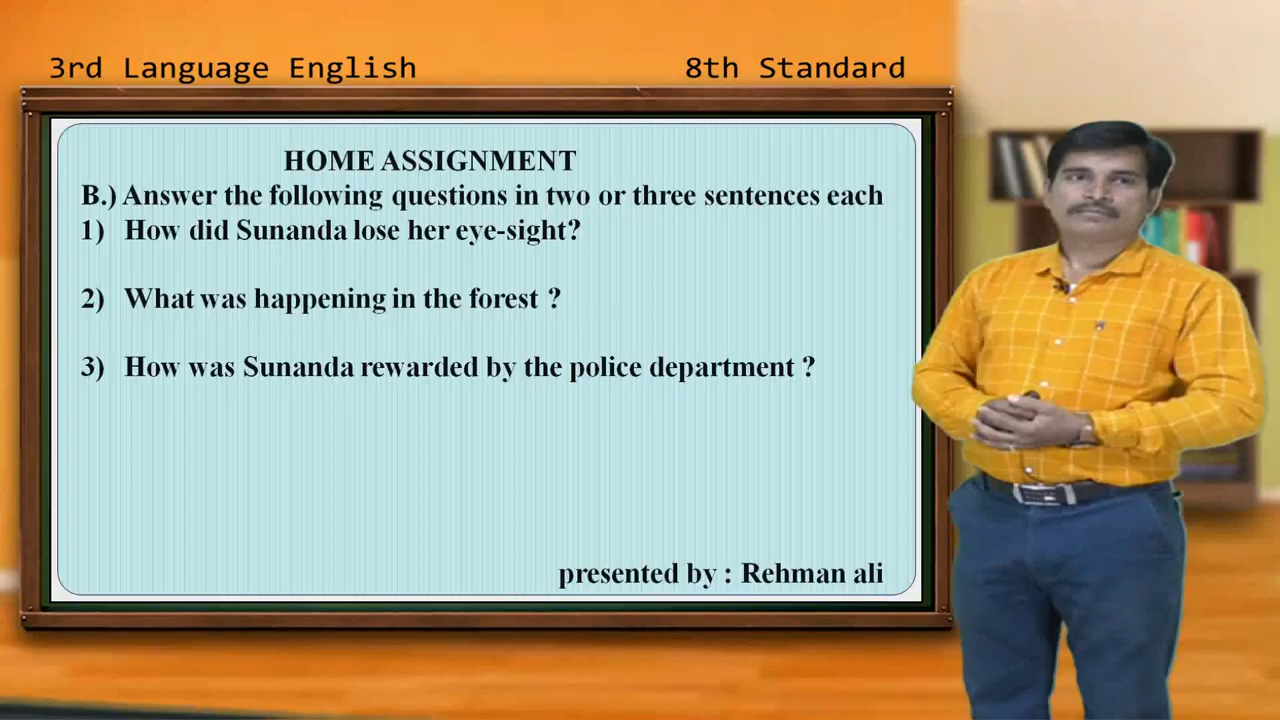 3rd Language English
8th Standard
HOME ASSIGNMENT
B.) Answer the following questions in two or three sentences each
1) How did Sunanda lose her eye-sight?
2) What was happening in the forest ?
3) How was Sunanda rewarded by the police department ?
presented by : Rehman ali